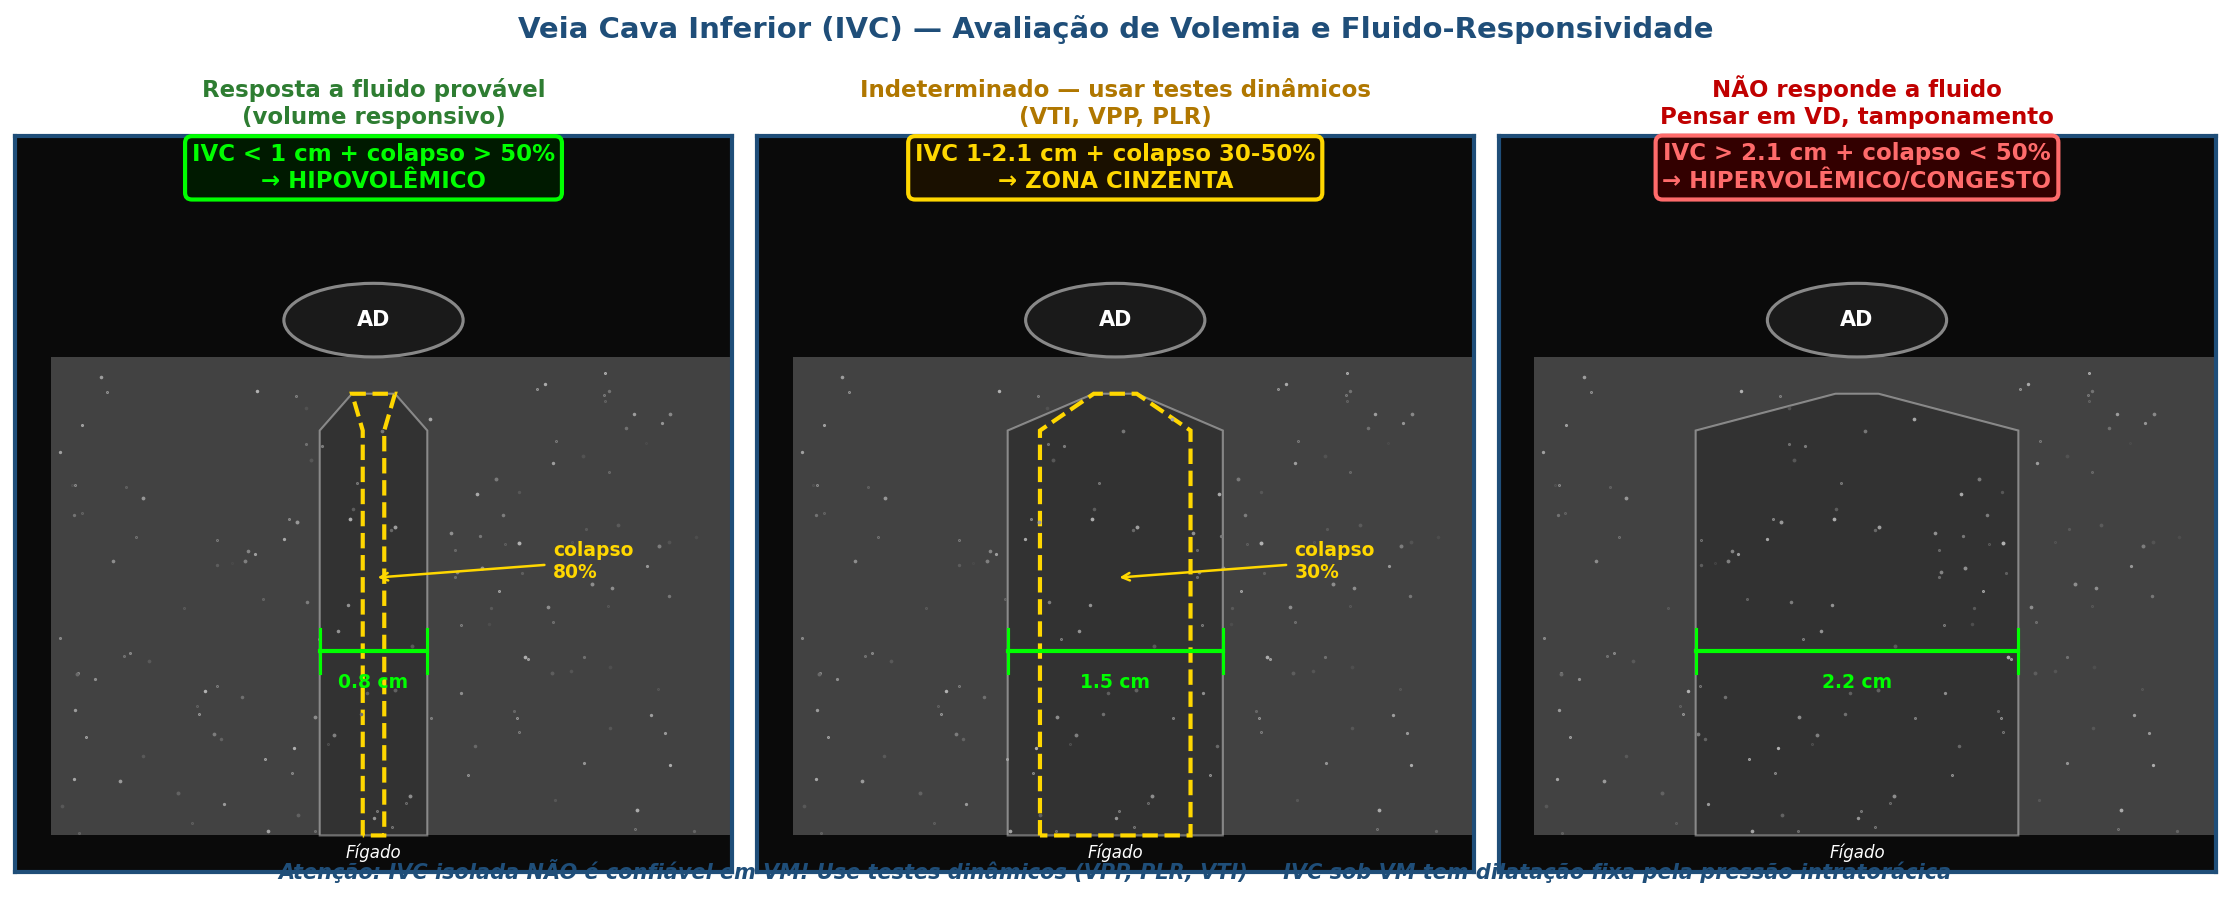 Veia Cava Inferior (IVC) — Avaliação de Volemia e Fluido-Responsividade
Resposta a fluido provável
(volume responsivo)
IVC < 1 cm + colapso > 50%
→ HIPOVOLÊMICO
AD
colapso
80%
0.8 cm
Fígado
Indeterminado — usar testes dinâmicos
(VTI, VPP, PLR)
IVC 1-2.1 cm + colapso 30-50%
→ ZONA CINZENTA
AD
colapso
30%
1.5 cm
Fígado
NÃO responde a fluido
Pensar em VD, tamponamento
IVC > 2.1 cm + colapso < 50%
→ HIPERVOLÊMICO/CONGESTO
AD
2.2 cm
Fígado
Atenção: IVC isolada NÃO é confiável em VM! Use testes dinâmicos (VPP, PLR, VTI) IVC sob VM tem dilatação fixa pela pressão intratorácica